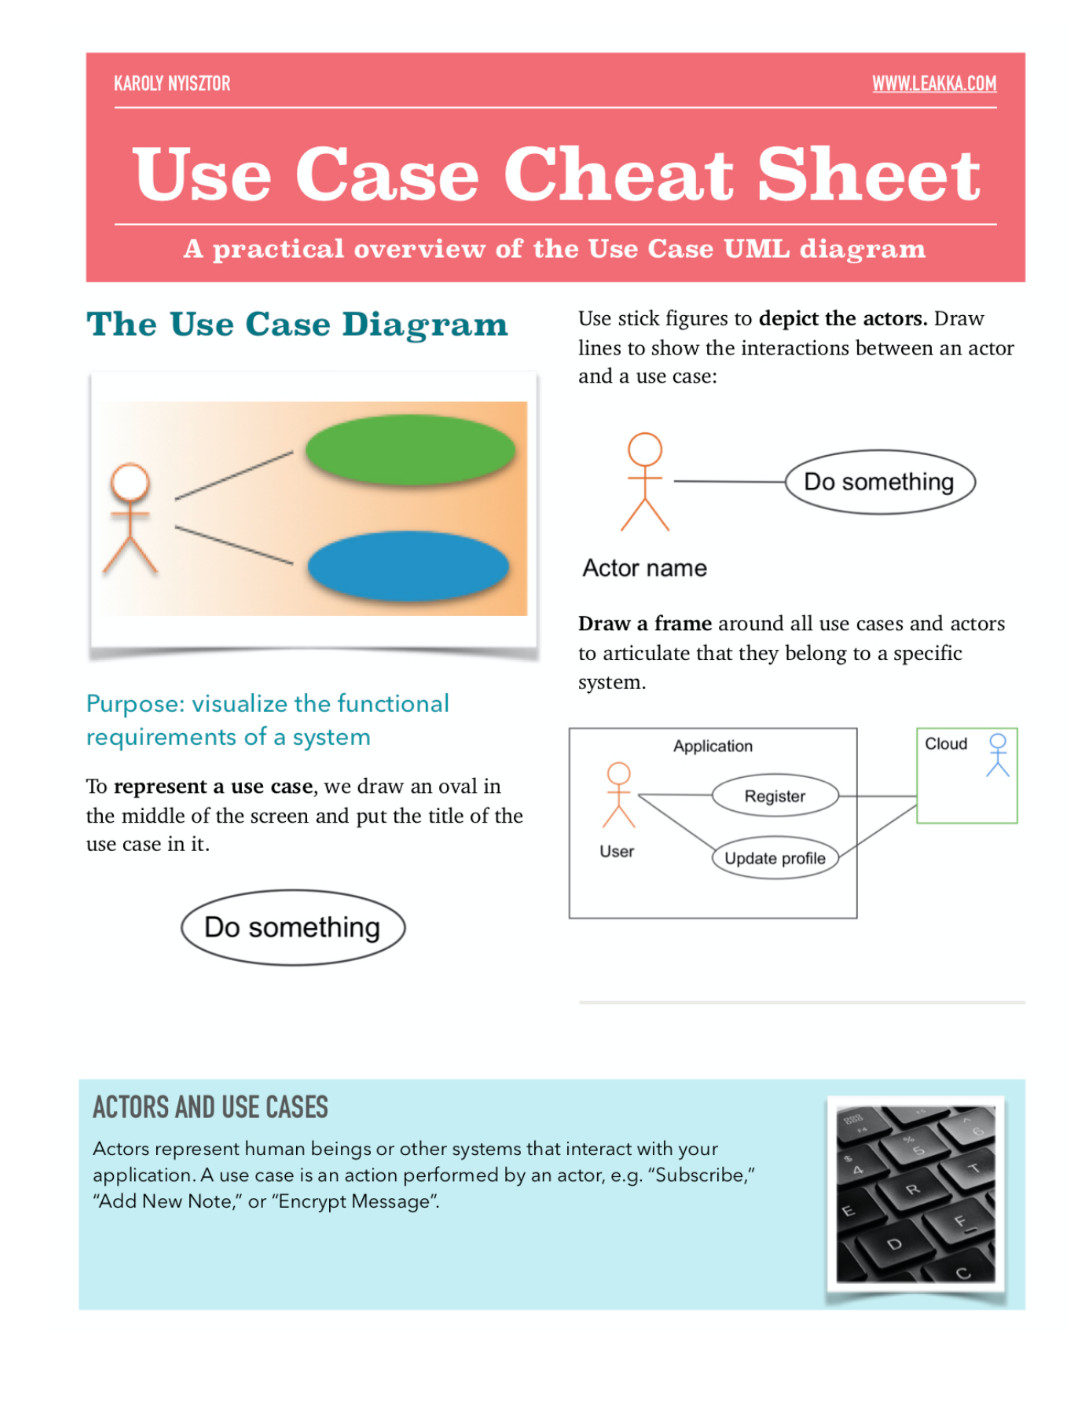 KAROLY NYISZTOR
WWW.LEAKKA.COM
Use Case Cheat Sheet
A practical overview of the Use Case UML diagram
The Use Case Diagram
Purpose: visualize the functional
requirements of a system
To represent a use case, we draw an oval in
the middle of the screen and put the title of the
use case in it.
Do something
Use stick figures to depict the actors. Draw
lines to show the interactions between an actor
and a use case:
Do something
Actor name
Draw a frame around all use cases and actors
to articulate that they belong to a specific
system.
Application
Cloud
Register
User
Update profile
ACTORS AND USE CASES
Actors represent human beings or other systems that interact with your
application. A use case is an action performed by an actor, e.g. “Subscribe,”
“Add New Note,” or “Encrypt Message”.
^
6
%
5
$
4
T
R
E
F
D
C